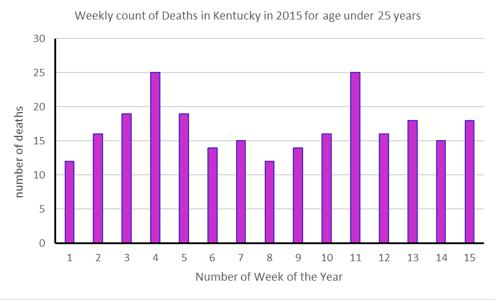 Weekly count of Deaths in Kentucky in 2015 for age under 25 years
30
25
20
15
10
5
0
number of deaths
1 2 3 4 5 6 7 8 9 10 11 12 13 14 15
Number of Week of the Year